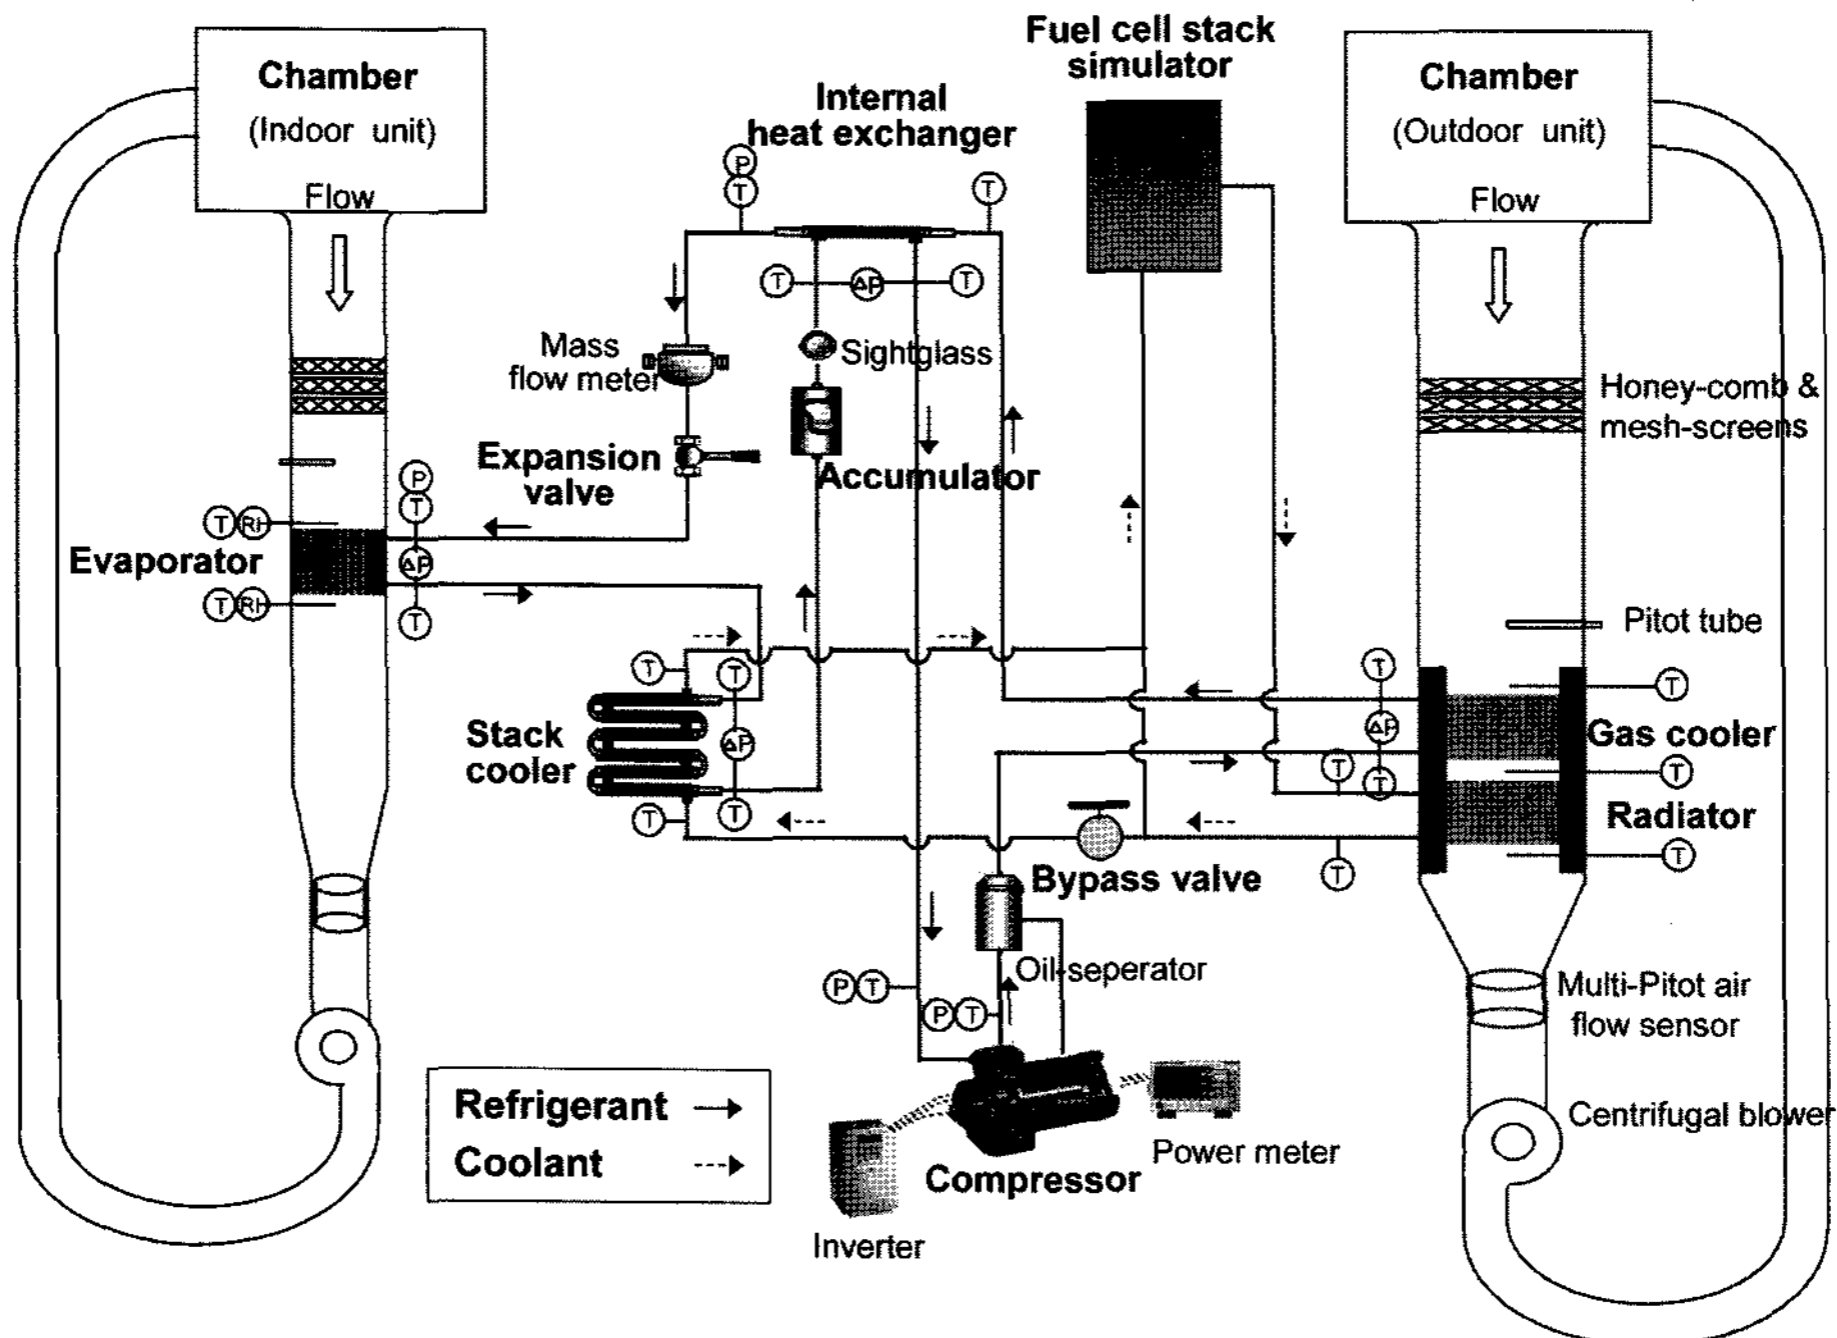 Fuel cell stack
simulator
Chamber
(Indoor unit)
Flow
Internal
heat exchanger
Chamber
(Outdoor unit)
Flow
P
T
T
T
ΔP
T
Mass
flow meter
Sightglass
Honey-comb &
mesh-screens
Expansion
valve
Accumulator
P
T
T
RH
Evaporator
ΔP
T
RH
T
Pitot tube
T
T
T
T
Stack
cooler
ΔP
ΔP
Gas cooler
T
T
T
T
T
Radiator
T
T
Bypass valve
Oil-seperator
P
T
P
T
Multi-Pitot air
flow sensor
Refrigerant
Coolant
Centrifugal blower
Power meter
Compressor
Inverter